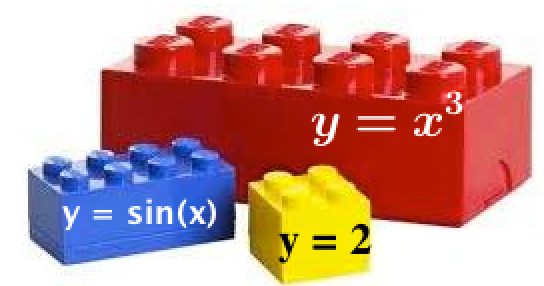 y = x³
y = sin(x)
y = 2